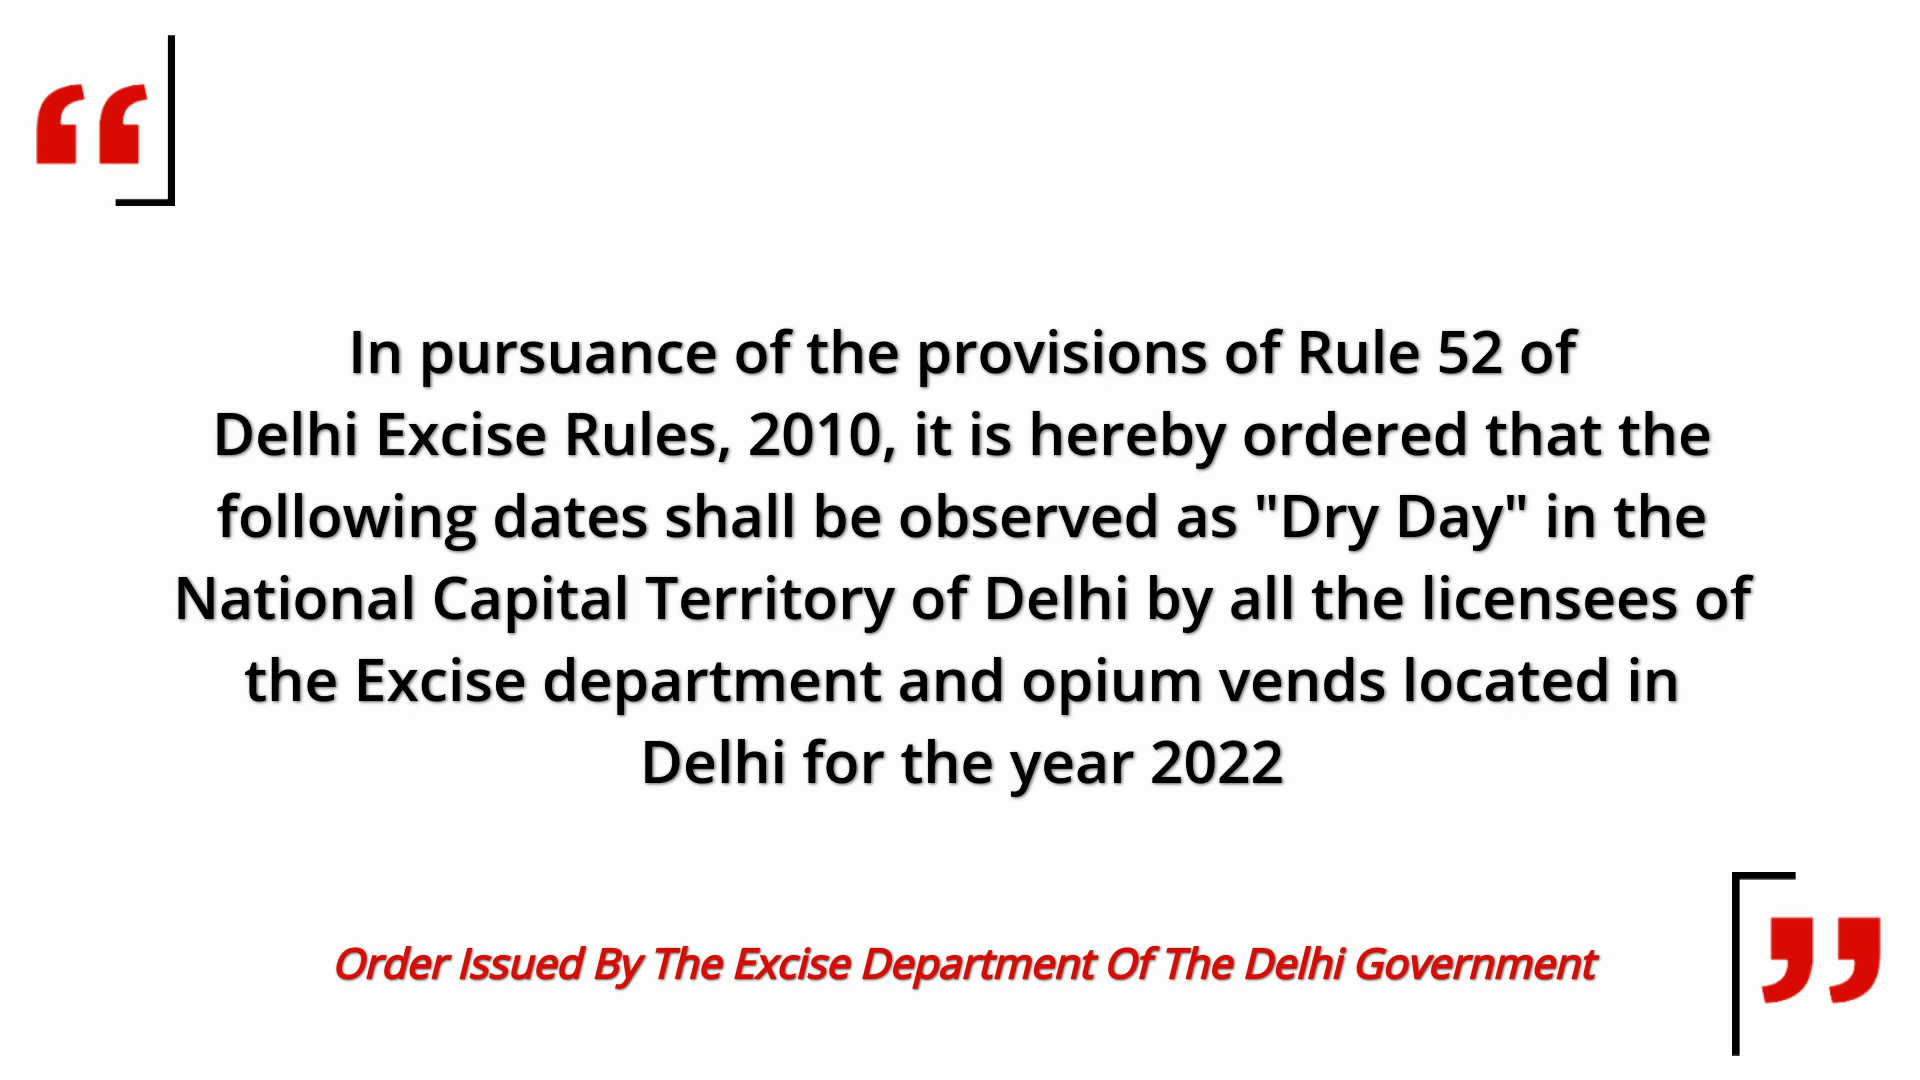 In pursuance of the provisions of Rule 52 of
Delhi Excise Rules, 2010, it is hereby ordered that the
following dates shall be observed as "Dry Day" in the
National Capital Territory of Delhi by all the licensees of
the Excise department and opium vends located in
Delhi for the year 2022
Order Issued By The Excise Department Of The Delhi Government